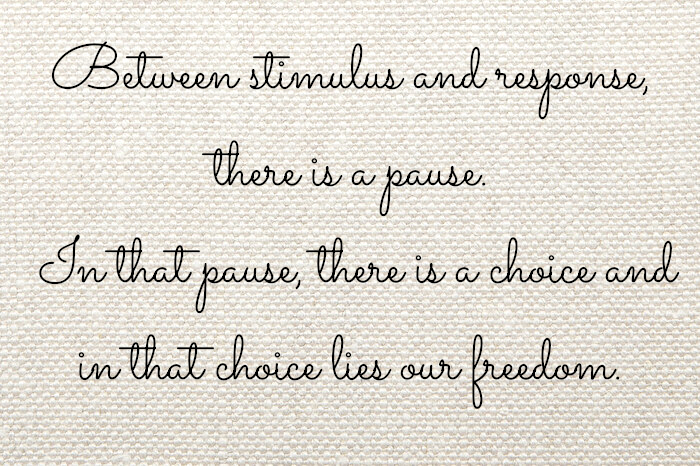 Between stimulus and response,
there is a pause.
In that pause, there is a choice and
in that choice lies our freedom.